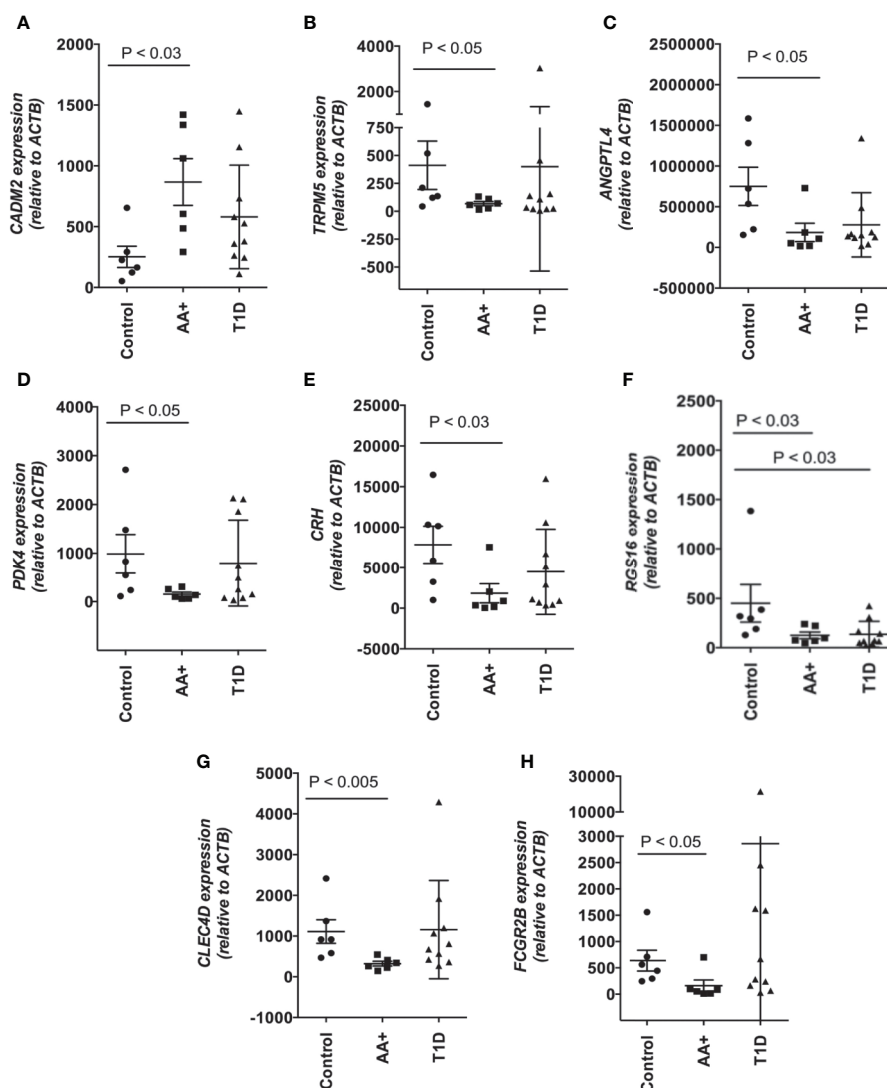 A
CADM2 expression
(relative to ACTB)
2000
1500
1000
500
0
P < 0.03
Control
AA+
T1D
B
TRPM5 expression
(relative to ACTB)
4000
2000
750
500
250
0
-250
-500
P < 0.05
Control
AA+
T1D
C
ANGPTL4
(relative to ACTB)
2500000
2000000
1500000
1000000
500000
0
-500000
P < 0.05
Control
AA+
T1D
D
PDK4 expression
(relative to ACTB)
4000
3000
2000
1000
0
P < 0.05
Control
AA+
T1D
E
CRH
(relative to ACTB)
25000
20000
15000
10000
5000
0
-5000
P < 0.03
Control
AA+
T1D
F
RGS16 expression
(relative to ACTB)
2500
2000
1500
1000
500
0
P < 0.03
P < 0.03
Control
AA+
T1D
G
CLEC4D expression
(relative to ACTB)
5000
4000
3000
2000
1000
0
-1000
P < 0.005
Control
AA+
T1D
H
FCGR2B expression
(relative to ACTB)
30000
10000
3000
2500
2000
1500
1000
500
0
P < 0.05
Control
AA+
T1D